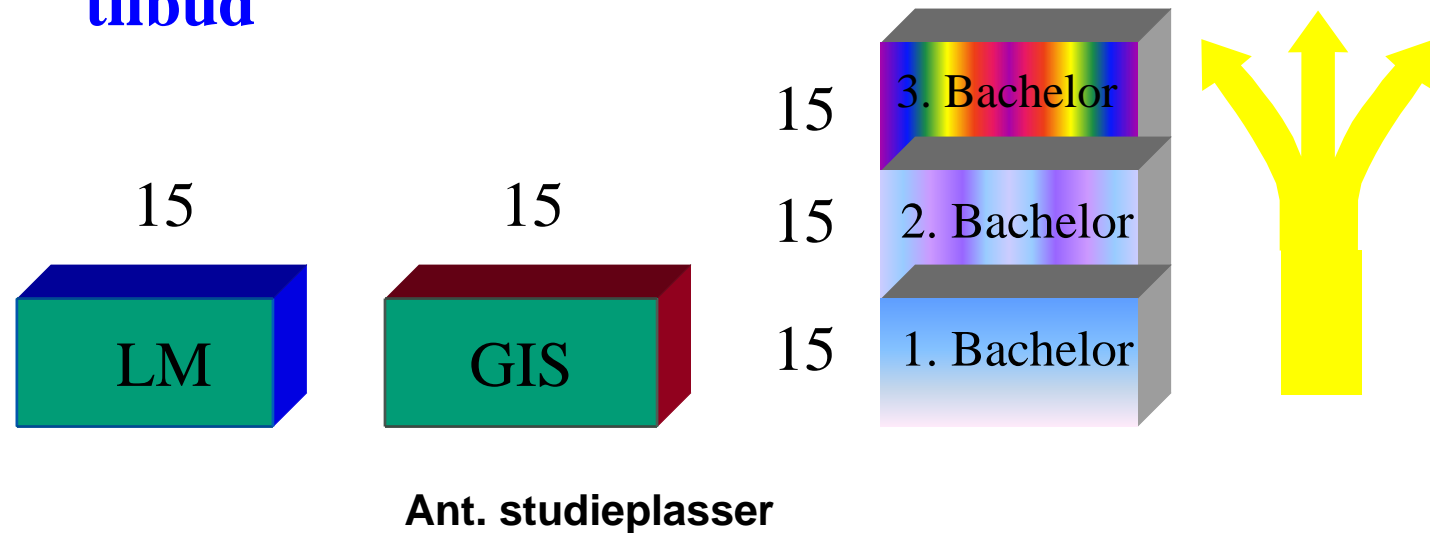 tilbud
15 3. Bachelor
15 15 15 2. Bachelor
LM GIS 15 1. Bachelor
Ant. studieplasser